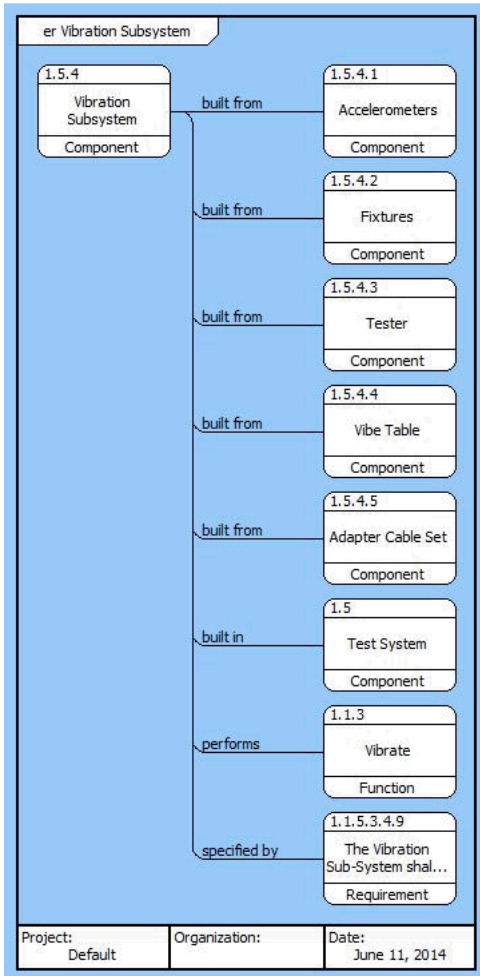 er Vibration Subsystem
1.5.4
Vibration
Subsystem
Component
built from
1.5.4.1
Accelerometers
Component
built from
1.5.4.2
Fixtures
Component
built from
1.5.4.3
Tester
Component
built from
1.5.4.4
Vibe Table
Component
built from
1.5.4.5
Adapter Cable Set
Component
built in
1.5
Test System
Component
performs
1.1.3
Vibrate
Function
specified by
1.1.5.3.4.9
The Vibration
Sub-System shal...
Requirement
Project:
Default
Organization:
Date:
June 11, 2014